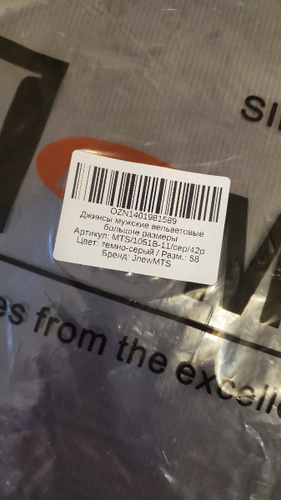 SI
OZN1401981589
Джинсы мужские вельветовые
большие размеры
Артикул: MTS/1051B-11/сер/42р
Цвет: темно-серый / Разм.: 58
Бренд: JnewMTS
es from the excelle